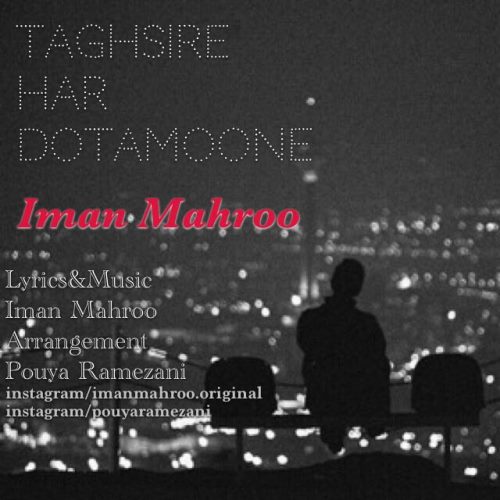 TAGHSIRE
HAR
DOTAMOONE
Iman Mahroo
Lyrics&Music
Iman Mahroo
Arrangement
Pouya Ramezani
instagram/imanmahroo.original
instagram/pouyaramezani